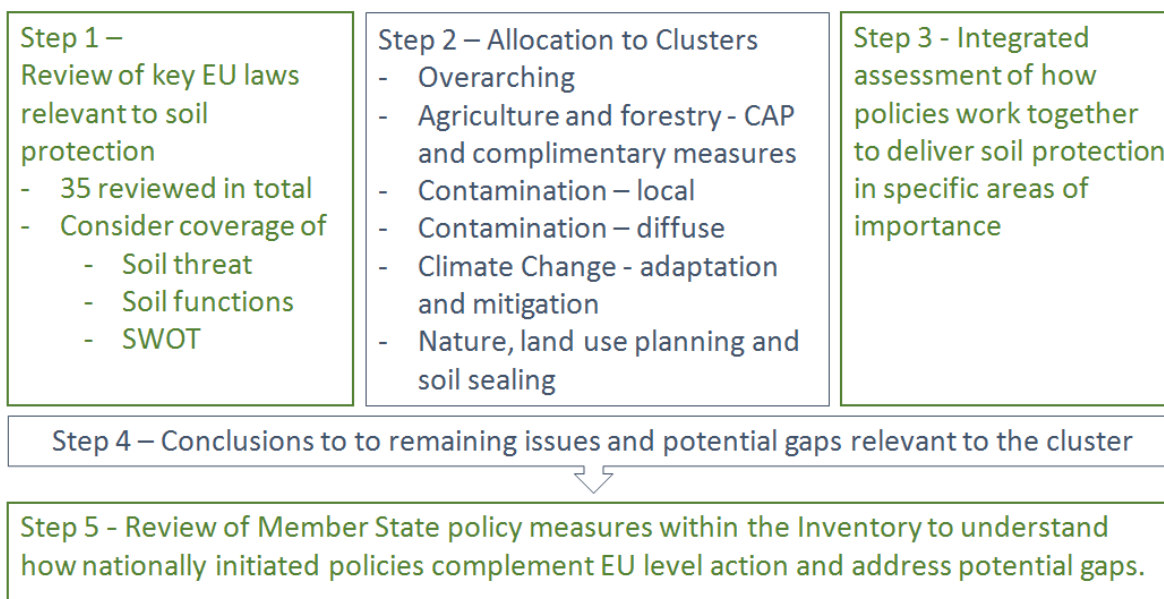 Step 1 –
Review of key EU laws
relevant to soil
protection
- 35 reviewed in total
- Consider coverage of
- Soil threat
- Soil functions
- SWOT
Step 2 – Allocation to Clusters
- Overarching
- Agriculture and forestry - CAP
and complimentary measures
- Contamination – local
- Contamination – diffuse
- Climate Change - adaptation
and mitigation
- Nature, land use planning and
soil sealing
Step 3 - Integrated
assessment of how
policies work together
to deliver soil protection
in specific areas of
importance
Step 4 – Conclusions to to remaining issues and potential gaps relevant to the cluster
Step 5 - Review of Member State policy measures within the Inventory to understand
how nationally initiated policies complement EU level action and address potential gaps.